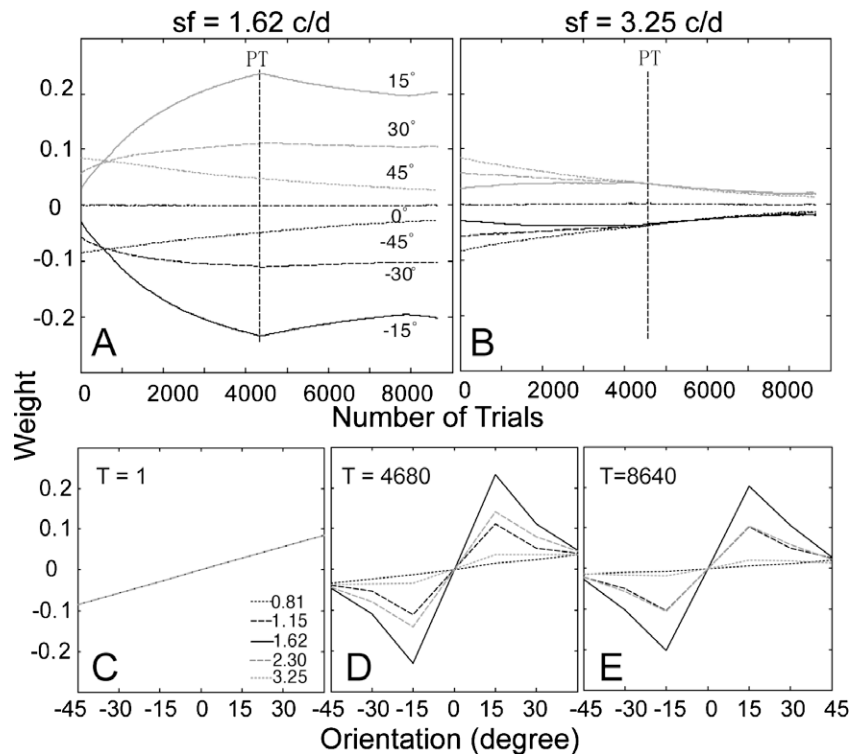 sf = 1.62 c/d
sf = 3.25 c/d
PT
PT
0.2
0.1
0
-0.1
-0.2
15°
30°
45°
0°
-45°
-30°
-15°
A
B
0 2000 4000 6000 8000
0 2000 4000 6000 8000
Number of Trials
Weight
T = 1
T = 4680
T=8640
0.2
0.1
0
-0.1
-0.2
0.81
1.15
1.62
2.30
3.25
C
D
E
-45 -30 -15 0 15 30 -45 -30 -15 0 15 30 -45 -30 -15 0 15 30 45
Orientation (degree)